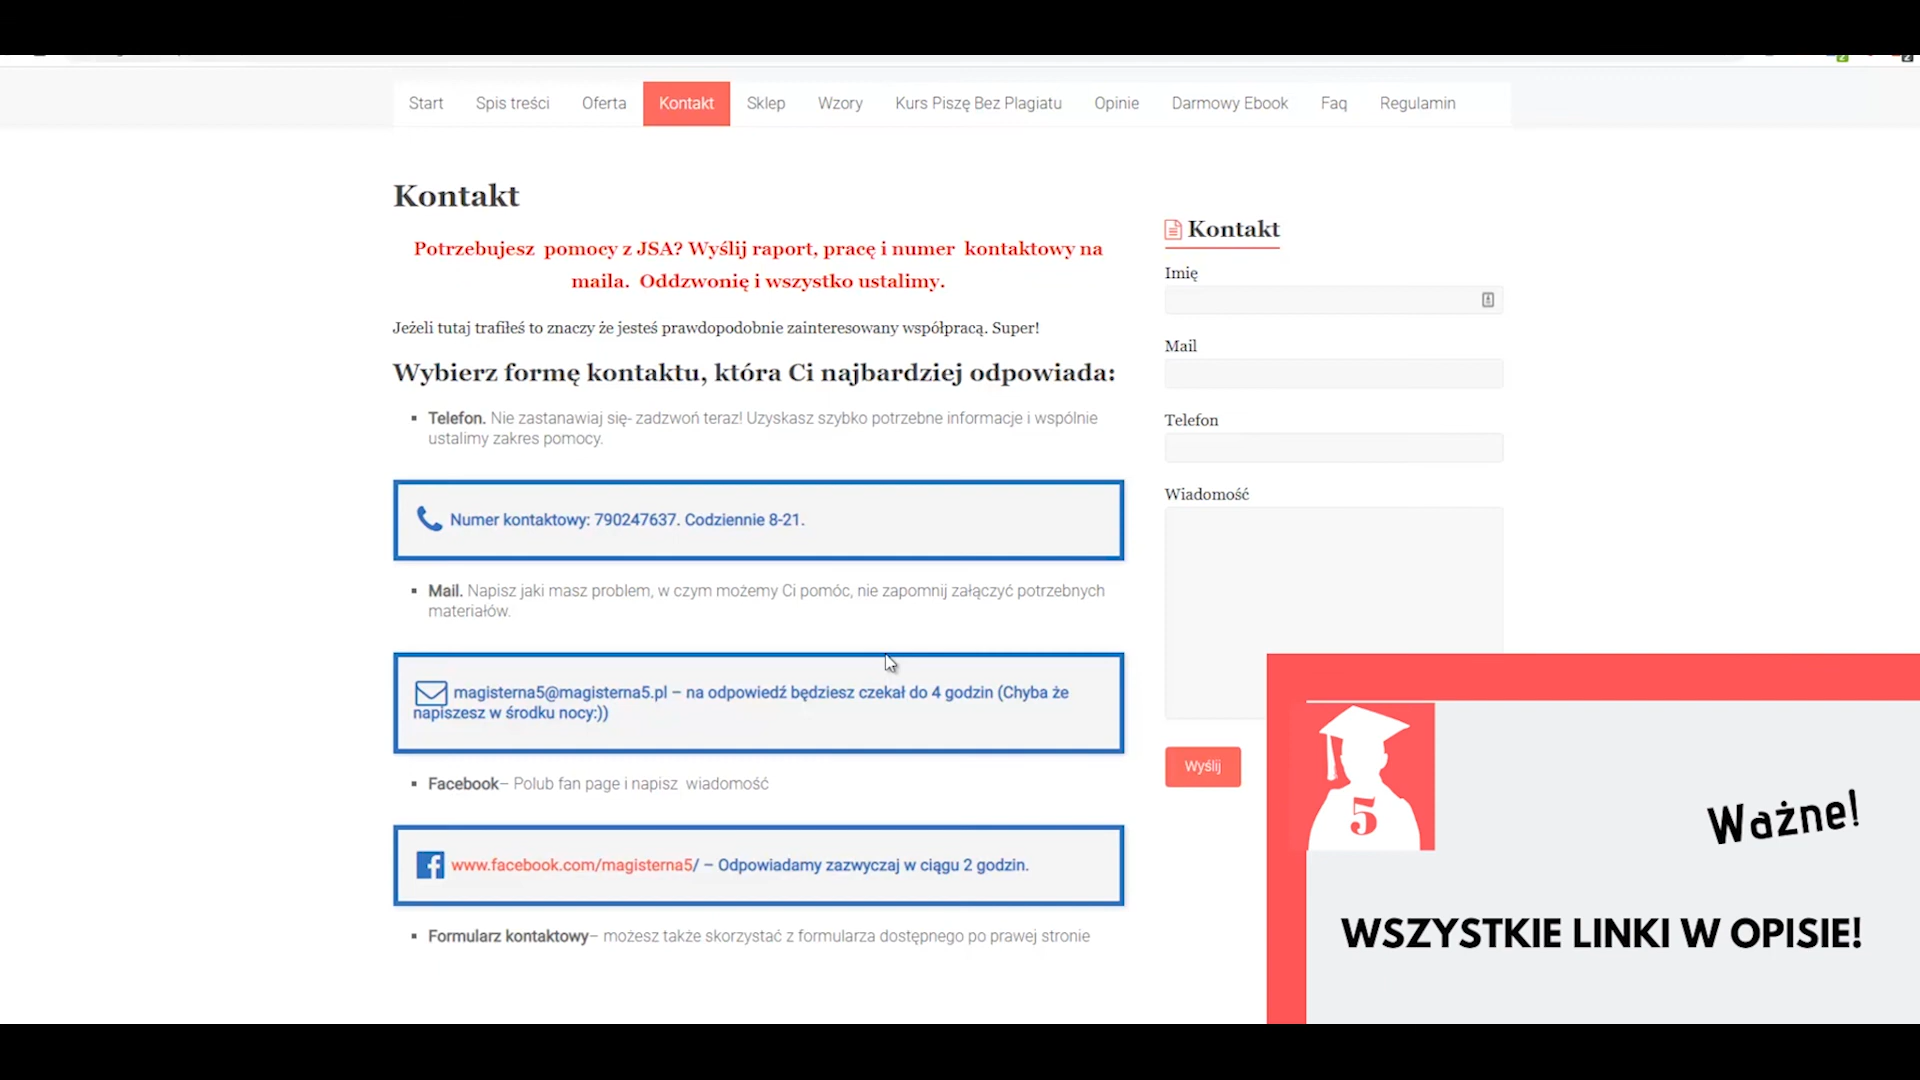 Start Spis treści Oferta Kontakt Sklep Wzory Kurs Piszę Bez Plagiatu Opinie Darmowy Ebook Faq Regulamin
Kontakt
Potrzebujesz pomocy z JSA? Wyślij raport, pracę i numer kontaktowy na
maila. Oddzwonię i wszystko ustalimy.
Jeżeli tutaj trafiłeś to znaczy że jesteś prawdopodobnie zainteresowany współpracą. Super!
Wybierz formę kontaktu, która Ci najbardziej odpowiada:
▪ Telefon. Nie zastanawiaj się- zadzwoń teraz! Uzyskasz szybko potrzebne informacje i wspólnie
ustalimy zakres pomocy.
Numer kontaktowy: 790247637. Codziennie 8-21.
▪ Mail. Napisz jaki masz problem, w czym możemy Ci pomóc, nie zapomnij załączyć potrzebnych
materiałów.
magisterna5@magisterna5.pl – na odpowiedź będziesz czekał do 4 godzin (Chyba że
napiszesz w środku nocy:))
▪ Facebook– Polub fan page i napisz wiadomość
www.facebook.com/magisterna5/ – Odpowiadamy zazwyczaj w ciągu 2 godzin.
▪ Formularz kontaktowy– możesz także skorzystać z formularza dostępnego po prawej stronie
Kontakt
Imię
Mail
Telefon
Wiadomość
Wyślij
5
Ważne!
WSZYSTKIE LINKI W OPISIE!